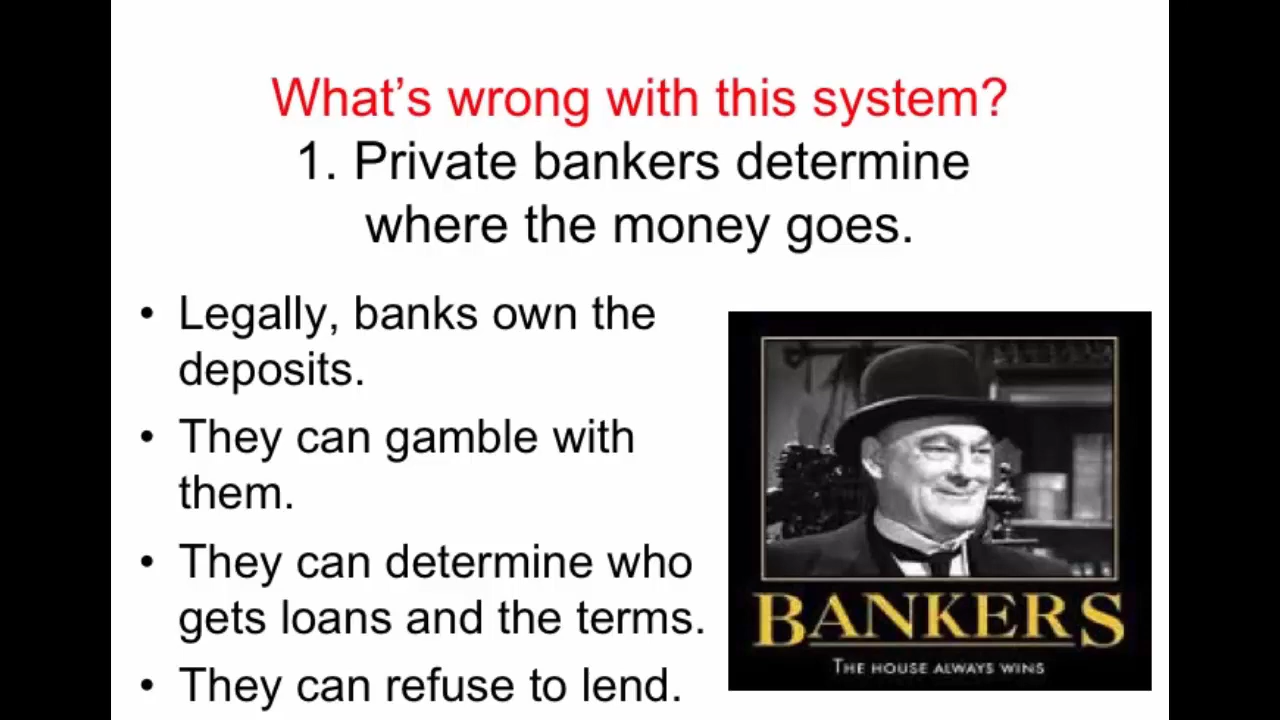 What's wrong with this system?
1. Private bankers determine
where the money goes.
• Legally, banks own the
deposits.
• They can gamble with
them.
• They can determine who
gets loans and the terms.
• They can refuse to lend.
BANKERS
THE HOUSE ALWAYS WINS